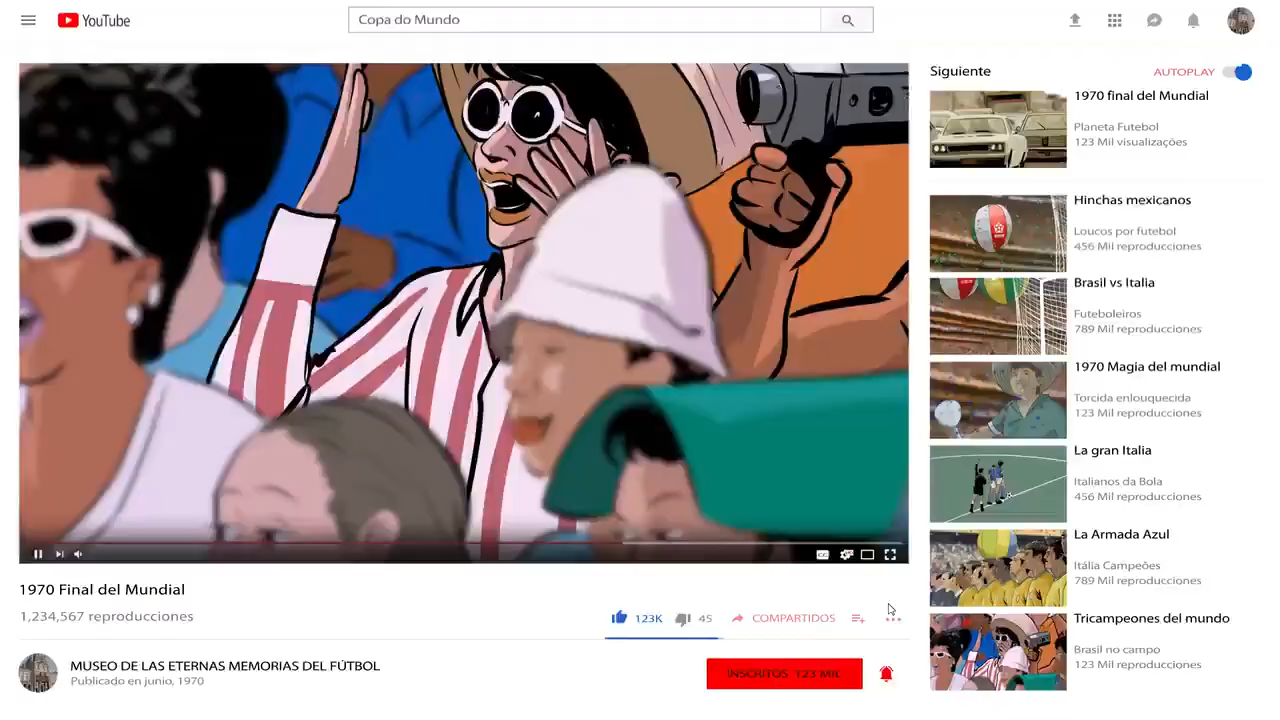 YouTube
Copa do Mundo
Siguiente
AUTOPLAY
1970 final del Mundial
Planeta Futebol
123 Mil visualizações
Hinchas mexicanos
Loucos por futebol
456 Mil reproducciones
Brasil vs Italia
Futeboleiros
789 Mil reproducciones
1970 Magia del mundial
Torcida enlouquecida
123 Mil reproducciones
La gran Italia
Italianos da Bola
456 Mil reproducciones
La Armada Azul
Itália Campeões
789 Mil reproducciones
Tricampeones del mundo
Brasil no campo
123 Mil reproducciones
CC
1970 Final del Mundial
1,234,567 reproducciones
123K
45
COMPARTIDOS
MUSEO DE LAS ETERNAS MEMORIAS DEL FÚTBOL
Publicado en junio, 1970
INSCRITOS 123 MIL